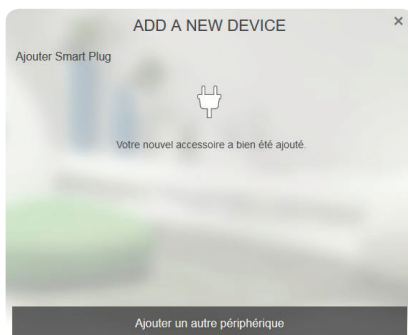 ADD A NEW DEVICE
×
Ajouter Smart Plug
Votre nouvel accessoire a bien été ajouté.
Ajouter un autre périphérique